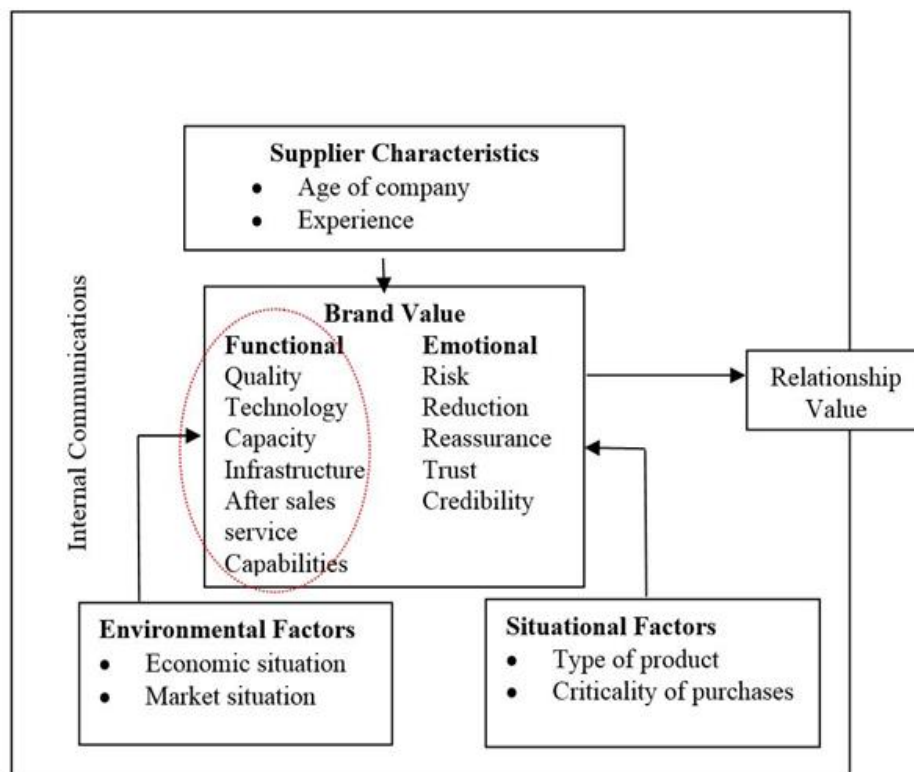 Supplier Characteristics
• Age of company
• Experience
Internal Communications
Brand Value
Functional
Quality
Technology
Capacity
Infrastructure
After sales
service
Capabilities
Emotional
Risk
Reduction
Reassurance
Trust
Credibility
Relationship
Value
Environmental Factors
• Economic situation
• Market situation
Situational Factors
• Type of product
• Criticality of purchases